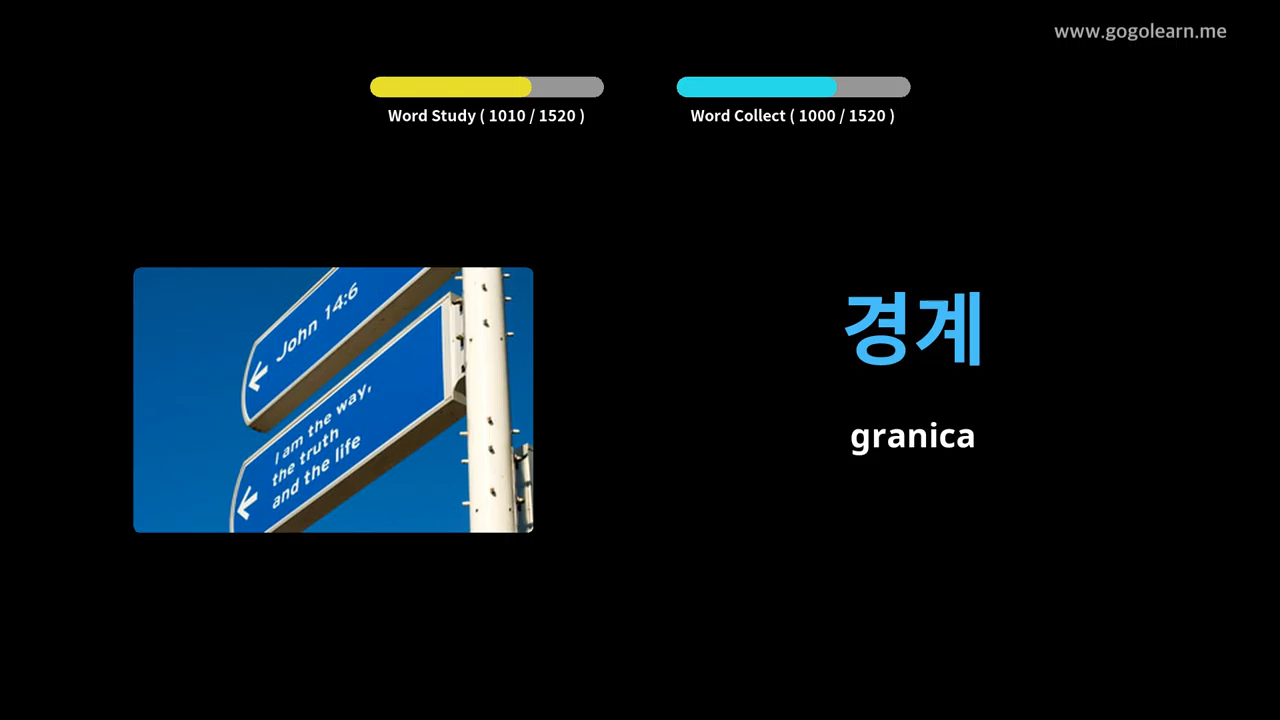 www.gogolearn.me
Word Study ( 1010 / 1520 )
Word Collect ( 1000 / 1520 )
John 14:6
I am the way,
the truth
and the life
경계
granica